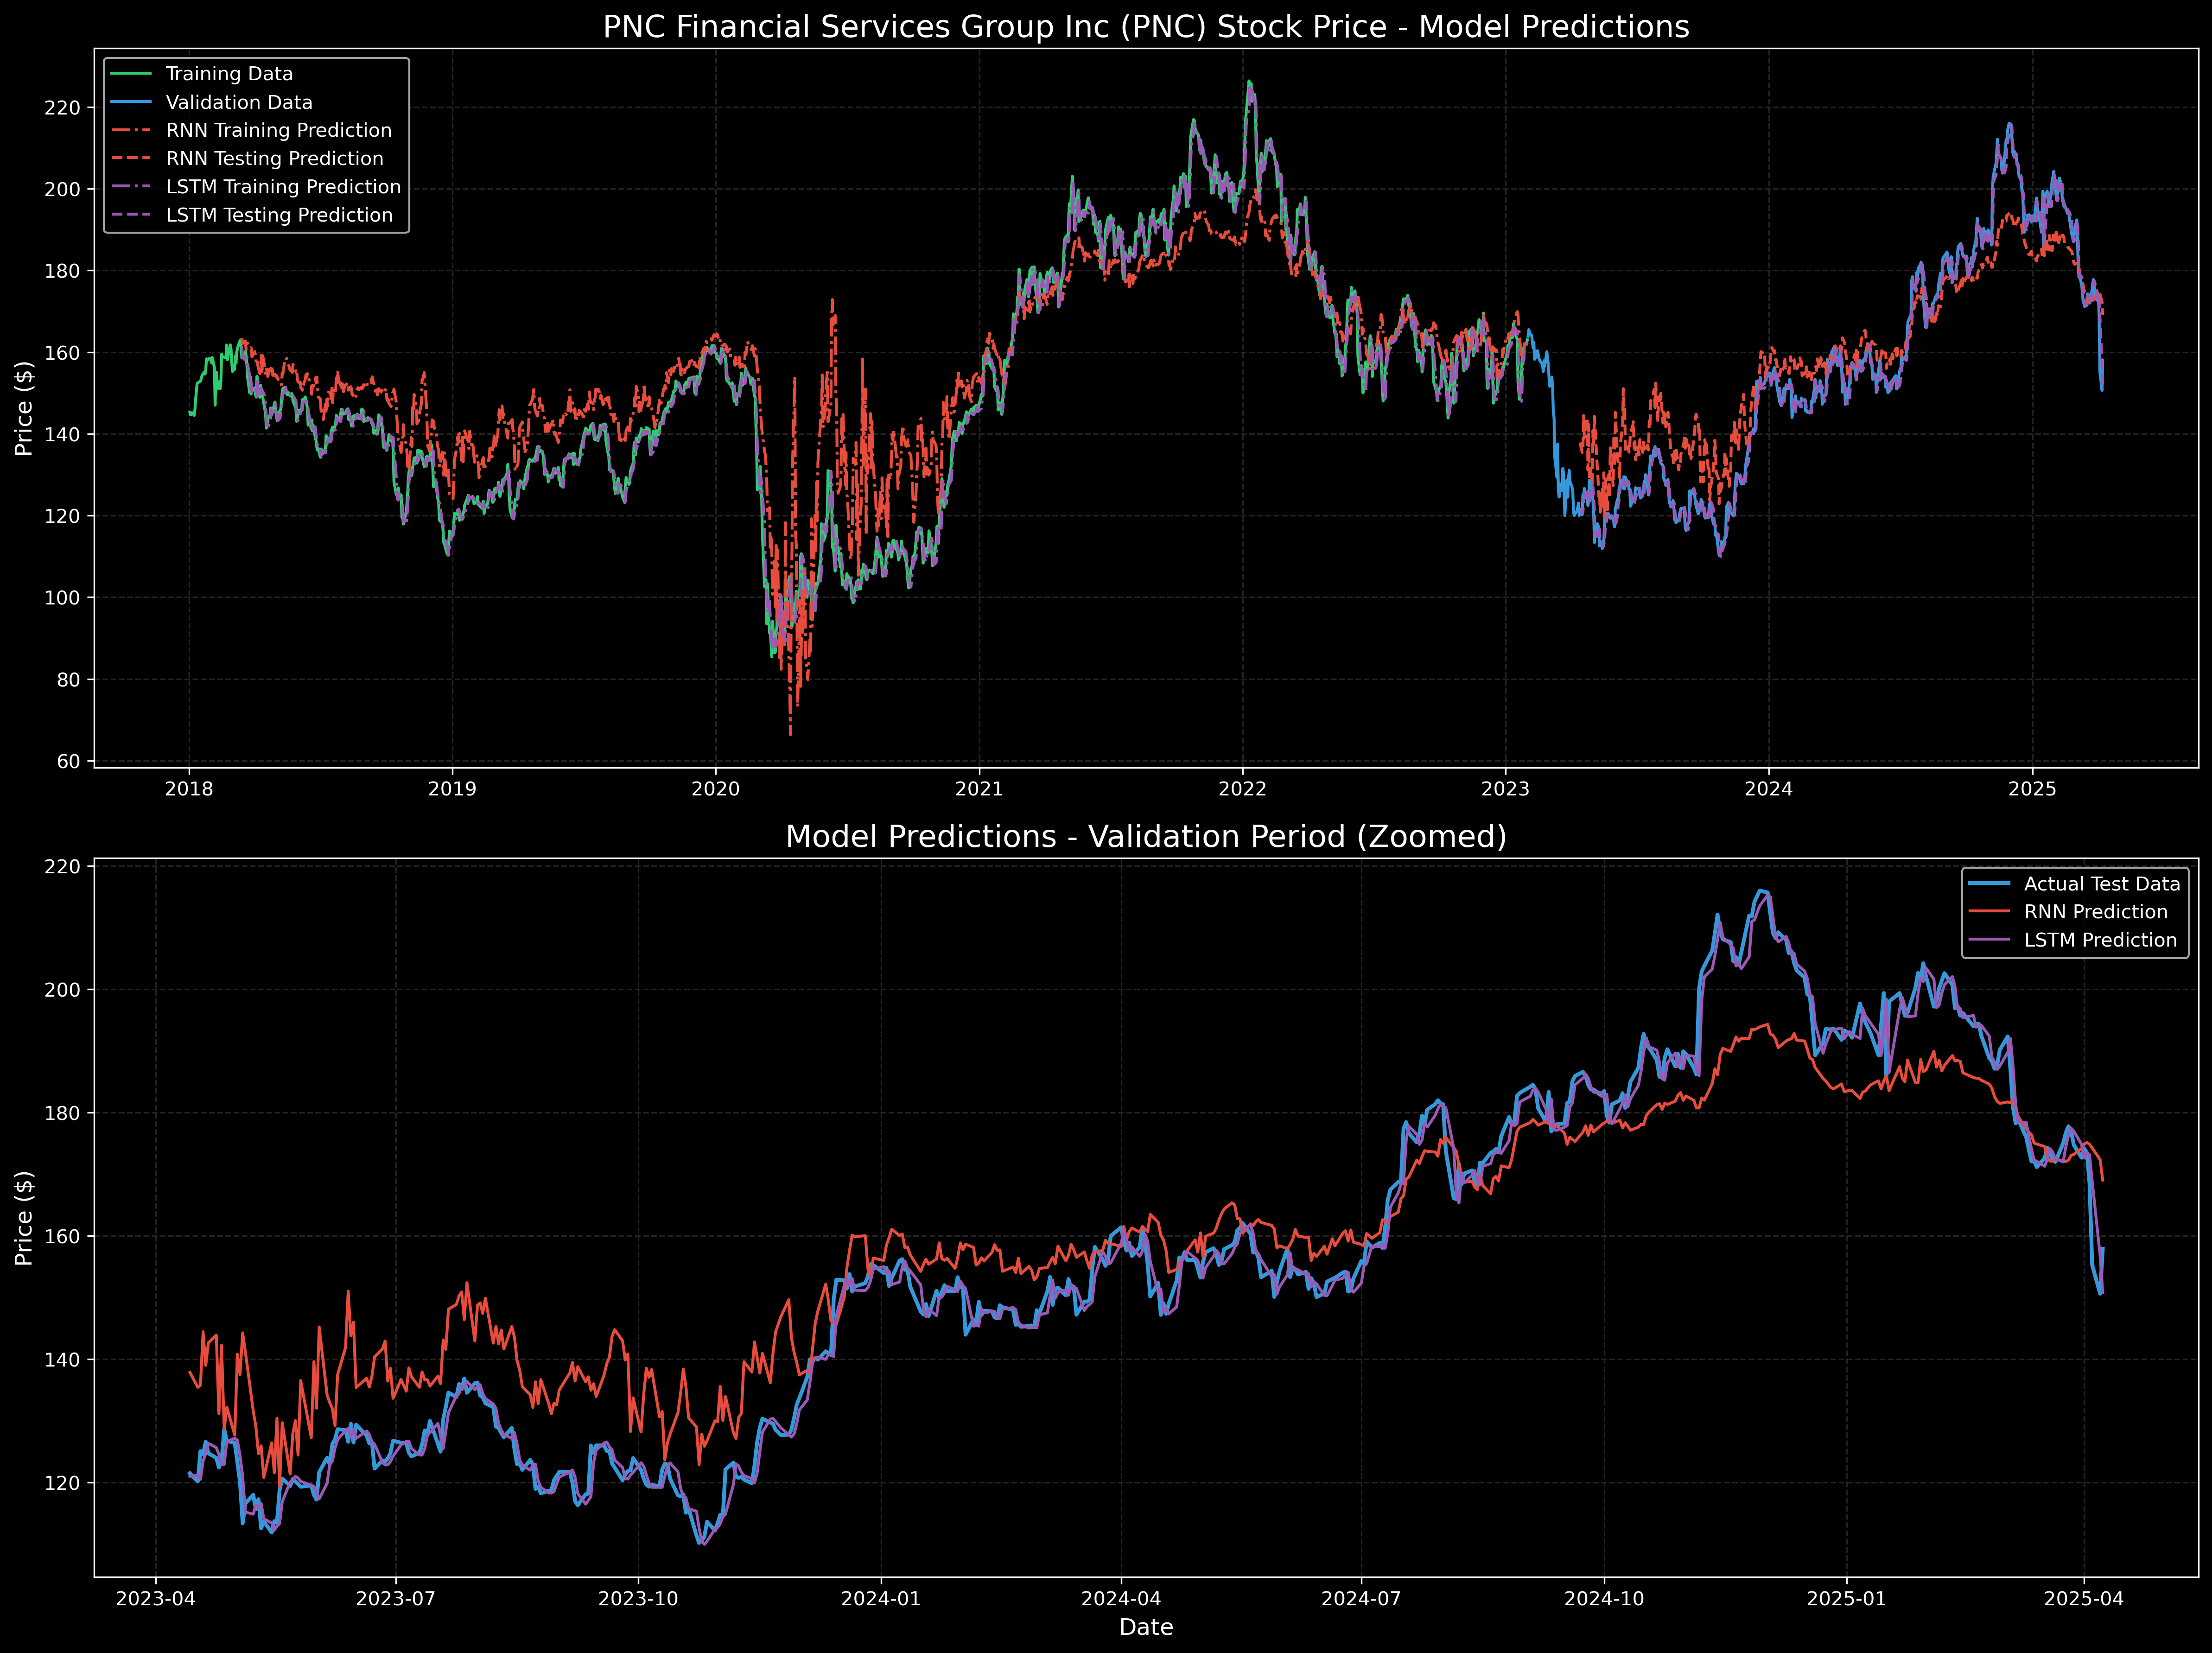 PNC Financial Services Group Inc (PNC) Stock Price - Model Predictions
Training Data
Validation Data
RNN Training Prediction
RNN Testing Prediction
LSTM Training Prediction
LSTM Testing Prediction
Price ($)
220
200
180
160
140
120
100
80
60
2018
2019
2020
2021
2022
2023
2024
2025
Model Predictions - Validation Period (Zoomed)
Actual Test Data
RNN Prediction
LSTM Prediction
Price ($)
220
200
180
160
140
120
2023-04
2023-07
2023-10
2024-01
2024-04
2024-07
2024-10
2025-01
2025-04
Date